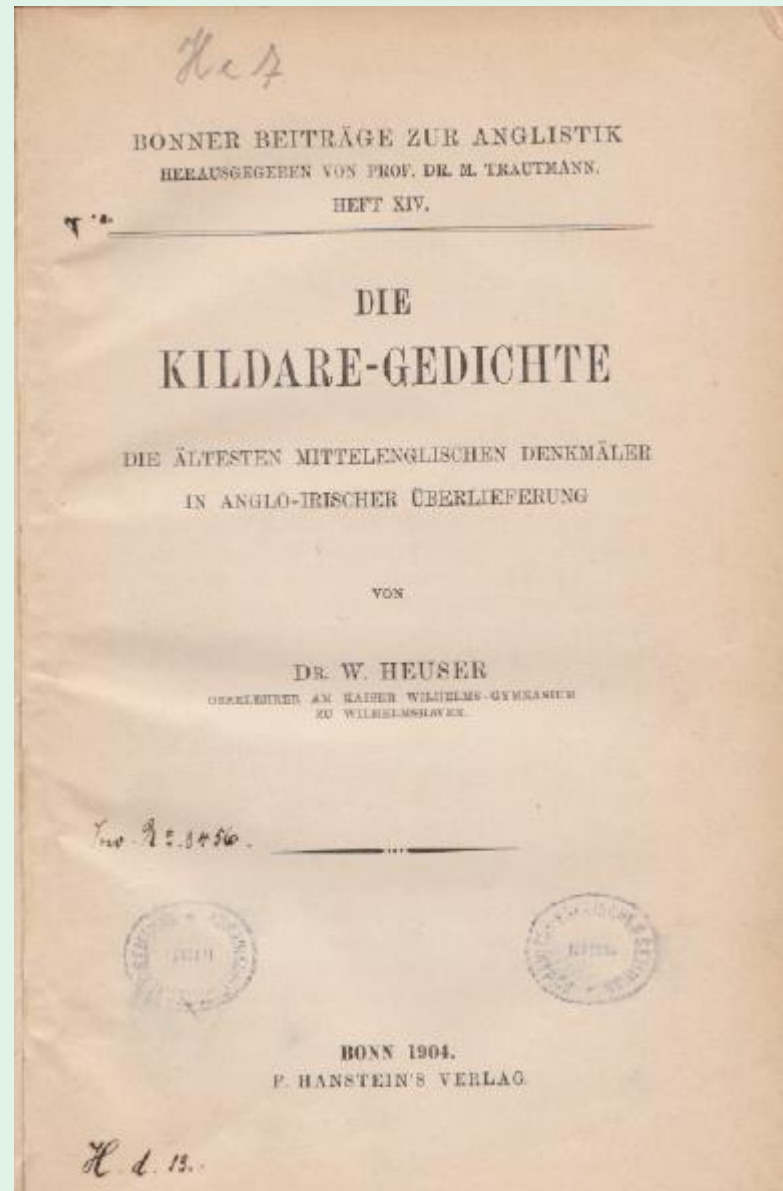 BONNER BEITRÄGE ZUR ANGLISTIK
HERAUSGEGEBEN VON PROF. DR. M. TRAUTMANN.
HEFT XIV.
DIE
KILDARE-GEDICHTE
DIE ÄLTESTEN MITTELENGLISCHEN DENKMÄLER
IN ANGLO-IRISCHER ÜBERLIEFERUNG
VON
DR. W. HEUSER
OBERLEHRER AM KAISER WILHELMS-GYMNASIUM
ZU WILHELMSHAVEN.
BONN 1904.
P. HANSTEIN'S VERLAG.
H. d. 13.